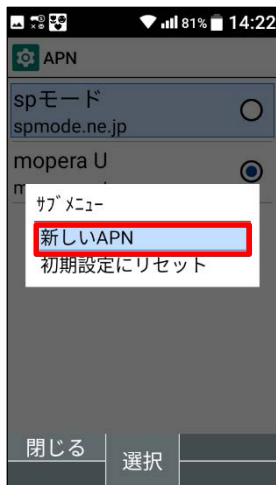 81% 14:22
APN
spモード
spmode.ne.jp
mopera U
m
ｻﾌﾞﾒﾆｭｰ
新しいAPN
初期設定にリセット
閉じる
選択